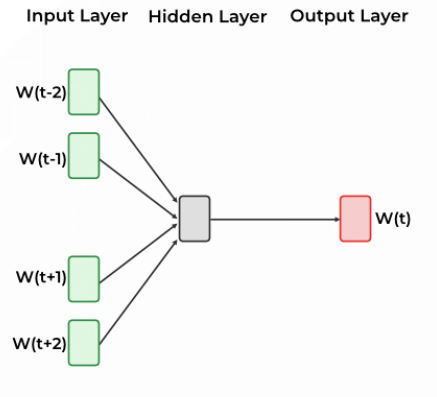 Input Layer Hidden Layer Output Layer
W(t-2)
W(t-1)
W(t)
W(t+1)
W(t+2)